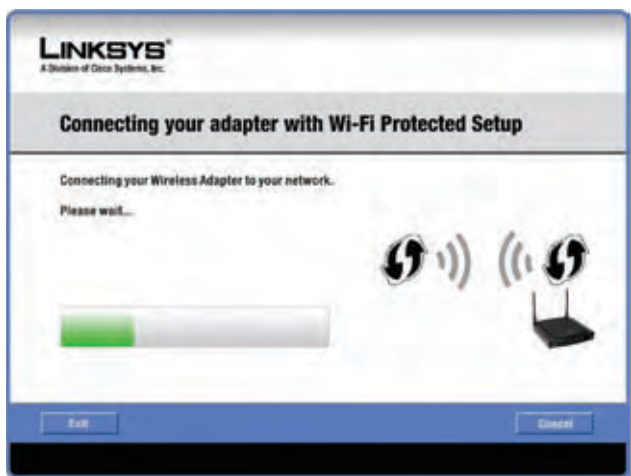 LINKSYS®
A Division of Cisco Systems, Inc.
Connecting your adapter with Wi-Fi Protected Setup
Connecting your Wireless Adapter to your network.
Please wait...
Exit
Cancel